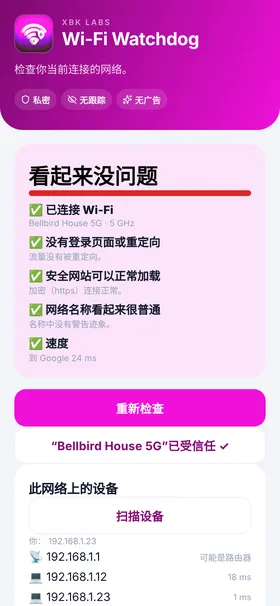 XBK LABS
Wi-Fi Watchdog
检查你当前连接的网络。
私密 无跟踪 无广告
看起来没问题
✅ 已连接 Wi-Fi
Bellbird House 5G · 5 GHz
✅ 没有登录页面或重定向
流量没有被重定向。
✅ 安全网站可以正常加载
加密（https）连接正常。
✅ 网络名称看起来很普通
名称中没有警告迹象。
✅ 速度
到 Google 24 ms
重新检查
“Bellbird House 5G”已受信任 ✓
此网络上的设备
扫描设备
你： 192.168.1.23
192.168.1.1 可能是路由器
192.168.1.12 18 ms
192.168.1.23 1 ms